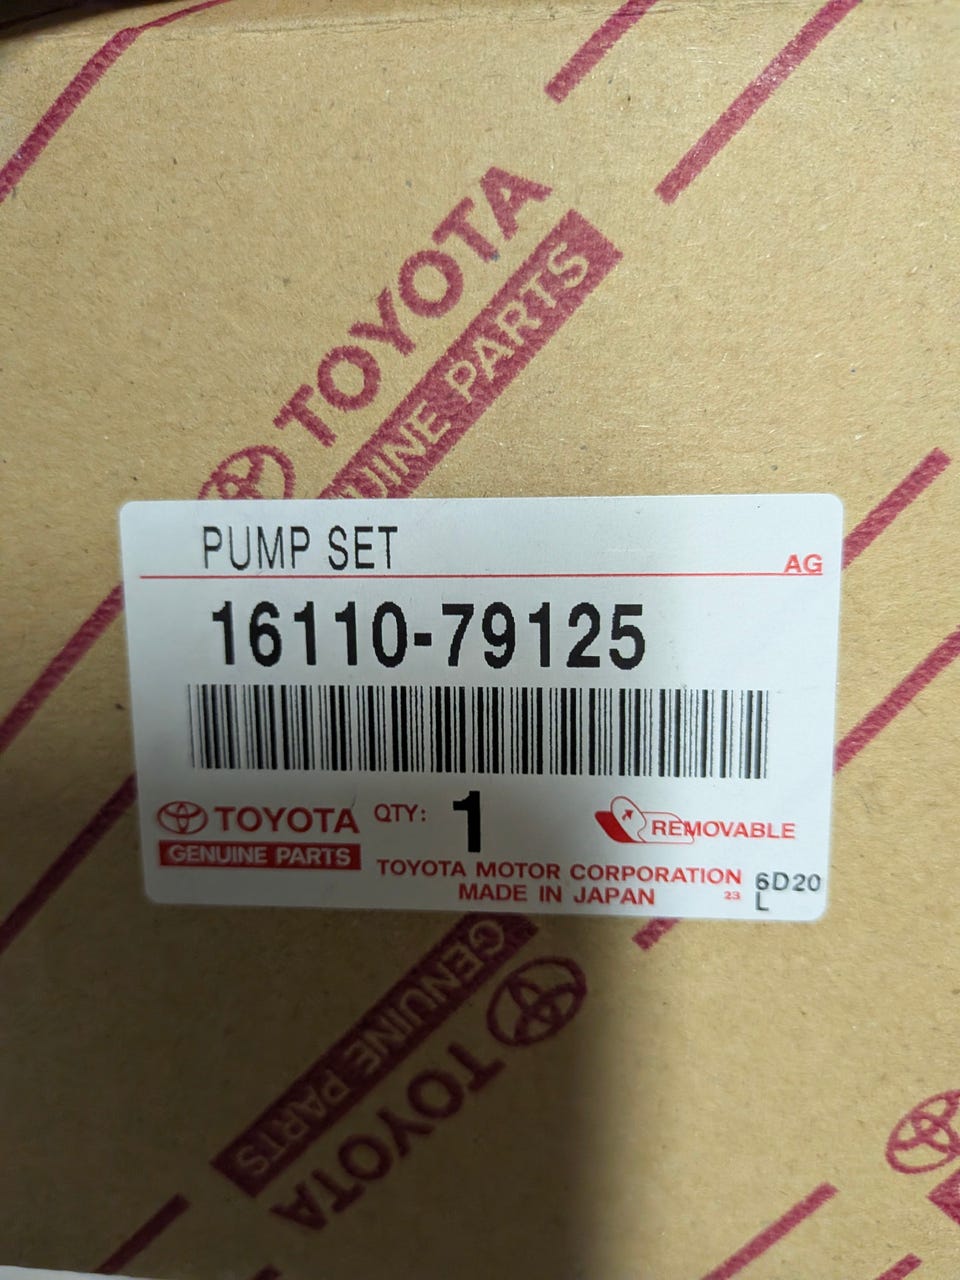 TOYOTA
GENUINE PARTS
PUMP SET
AG
16110-79125
TOYOTA
GENUINE PARTS
QTY: 1
REMOVABLE
TOYOTA MOTOR CORPORATION
MADE IN JAPAN
23
6D20
L
GENUINE PARTS
TOYOTA